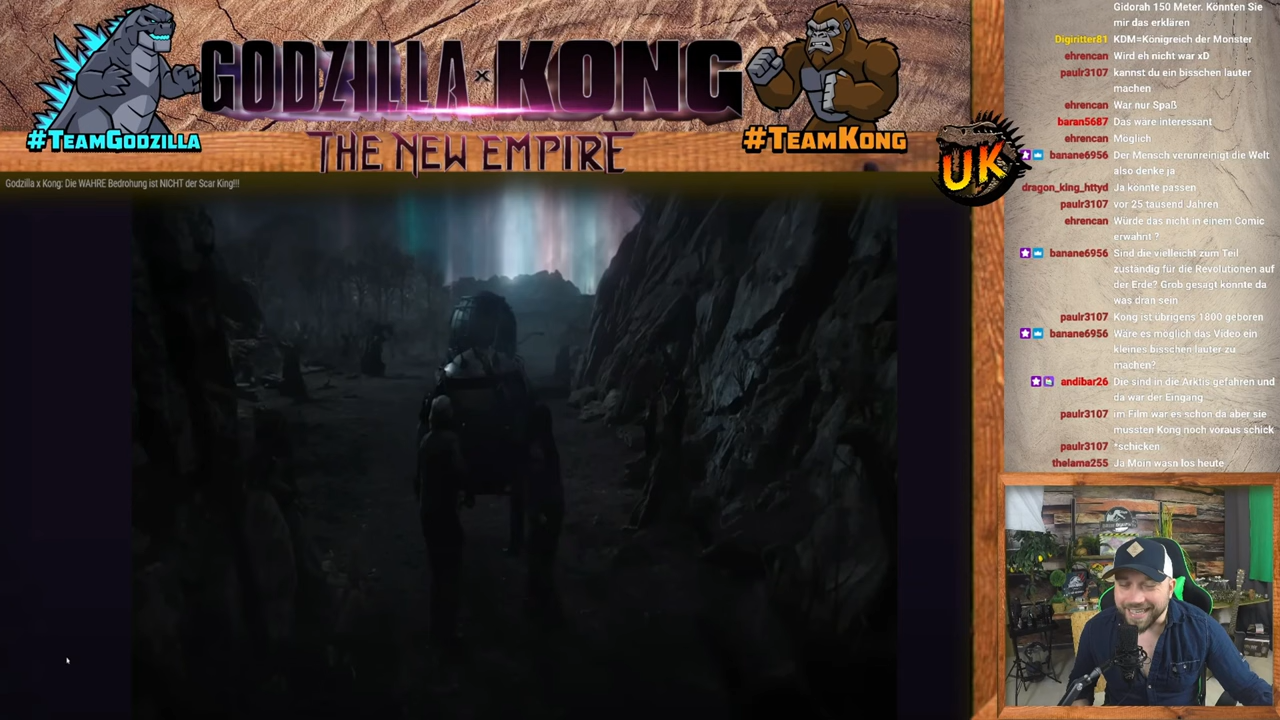 #TEAMGODZILLA
GODZILLA x KONG
THE NEW EMPIRE
#TEAMKONG
UK
Godzilla x Kong: Die WAHRE Bedrohung ist NICHT der Scar King!!!
Gidorah 150 Meter. Könnten Sie
mir das erklären
Digiritter81 KDM=Königreich der Monster
ehrencan Wird eh nicht war xD
paulr3107 kannst du ein bisschen lauter
machen
ehrencan War nur Spaß
baran5687 Das wäre interessant
ehrencan Möglich
banane6956 Der Mensch verunreinigt die Welt
also denke ja
dragon_king_httyd Ja könnte passen
paulr3107 vor 25 tausend Jahren
ehrencan Würde das nicht in einem Comic
erwähnt ?
banane6956 Sind die vielleicht zum Teil
zuständig für die Revolutionen auf
der Erde? Grob gesagt könnte da
was dran sein
paulr3107 Kong ist übrigens 1800 geboren
banane6956 Wäre es möglich das Video ein
kleines bisschen lauter zu
machen?
andibar26 Die sind in die Arktis gefahren und
da war der Eingang
paulr3107 im Film war es schon da aber sie
mussten Kong noch voraus schick
paulr3107 *schicken
thelama255 Ja Moin wasn los heute